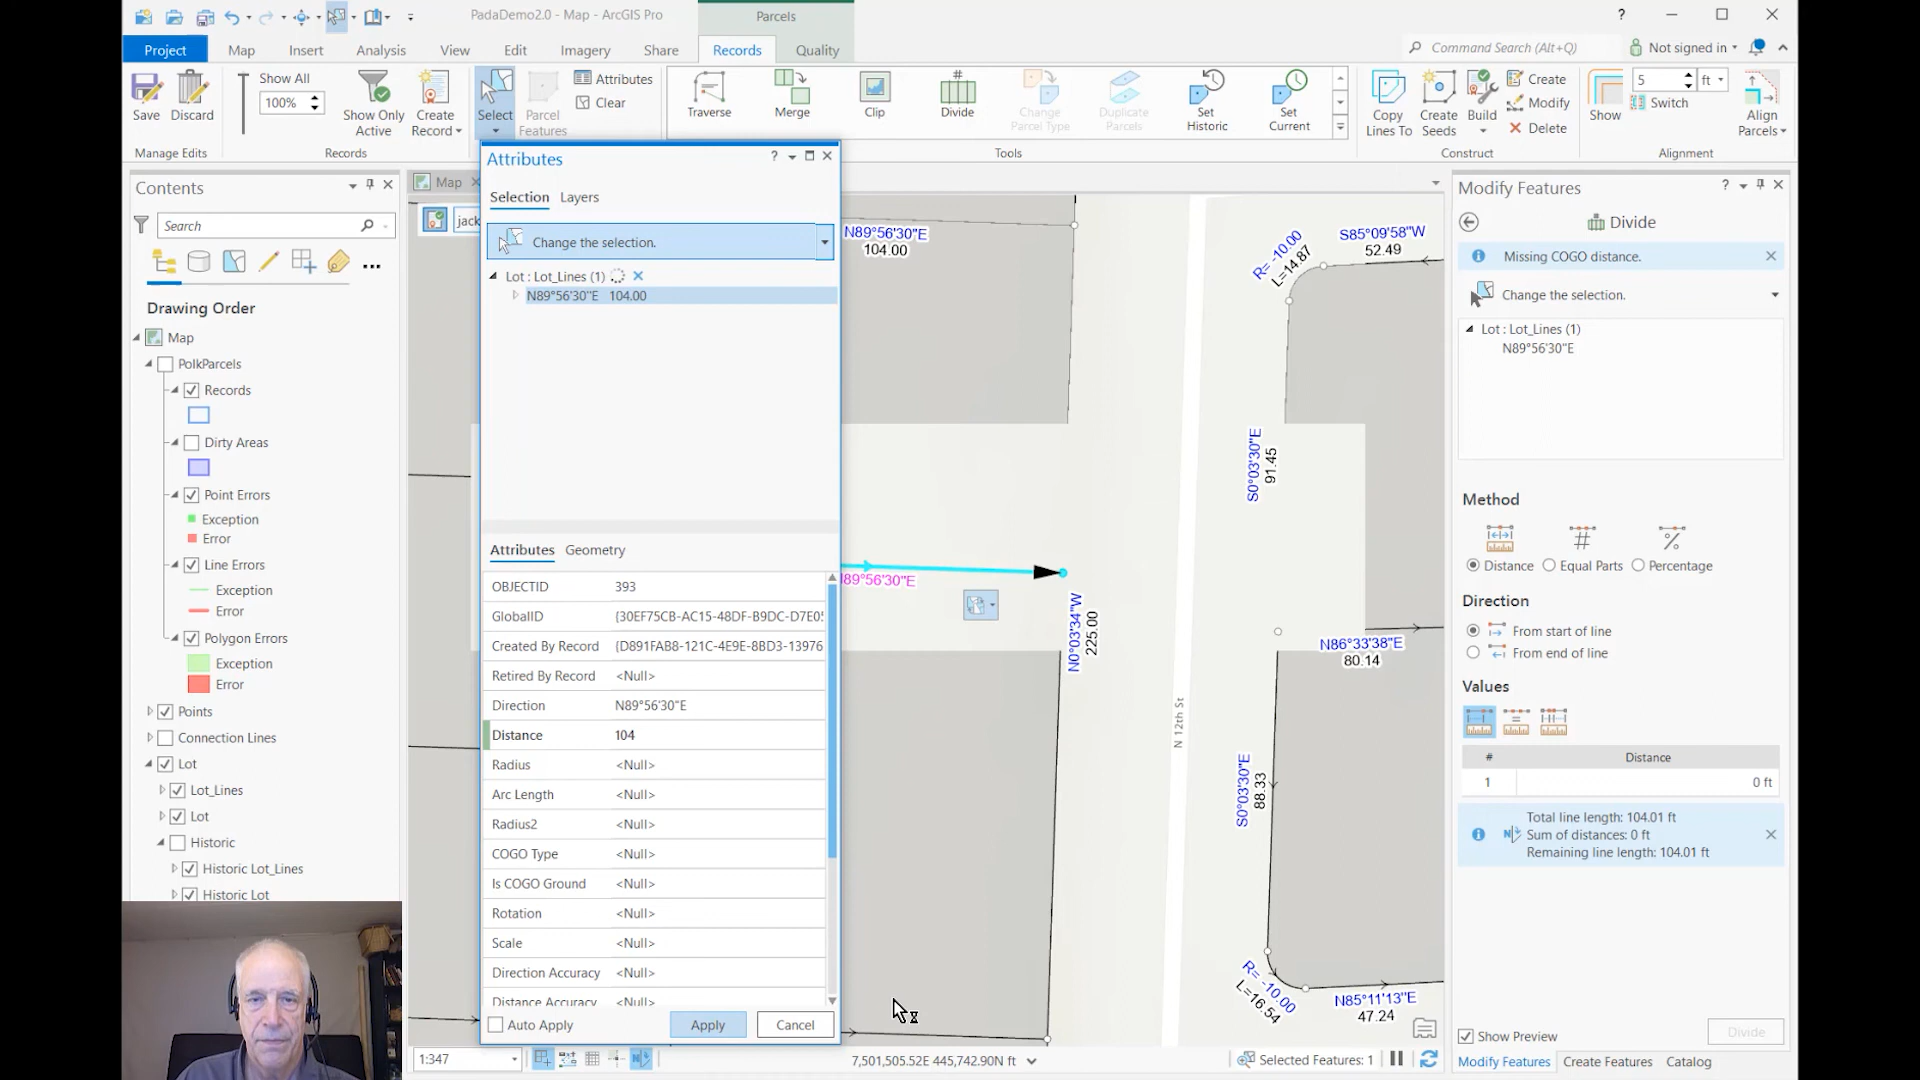 PadaDemo2.0 - Map - ArcGIS Pro
Parcels
?
Project
Map
Insert
Analysis
View
Edit
Imagery
Share
Records
Quality
Command Search (Alt+Q)
Not signed in
Save
Discard
Manage Edits
Show All
100%
Show Only
Active
Create
Record
Records
Select
Parcel
Features
Attributes
Clear
Traverse
Merge
Clip
Divide
Change
Parcel Type
Duplicate
Parcels
Set
Historic
Set
Current
Tools
Copy
Lines To
Create
Seeds
Build
Create
Modify
Delete
Construct
Show
5
ft
Switch
Align
Parcels
Alignment
Contents
Search
Drawing Order
Map
PolkParcels
Records
Dirty Areas
Point Errors
Exception
Error
Line Errors
Exception
Error
Polygon Errors
Exception
Error
Points
Connection Lines
Lot
Lot_Lines
Lot
Historic
Historic Lot_Lines
Historic Lot
Map
jack
Attributes
?
Selection
Layers
Change the selection.
Lot : Lot_Lines (1)
N89°56'30"E 104.00
Attributes
Geometry
OBJECTID 393
GlobalID {30EF75CB-AC15-48DF-B9DC-D7E05
Created By Record {D891FAB8-121C-4E9E-8BD3-13976
Retired By Record <Null>
Direction N89°56'30"E
Distance 104
Radius <Null>
Arc Length <Null>
Radius2 <Null>
COGO Type <Null>
Is COGO Ground <Null>
Rotation <Null>
Scale <Null>
Direction Accuracy <Null>
Distance Accuracy <Null>
Auto Apply
Apply
Cancel
N89°56'30"E
104.00
N89°56'30"E
N0°03'34"W
225.00
N 12th St
R= -10.00
L=14.87
S85°09'58"W
52.49
S0°03'30"E
91.45
N86°33'38"E
80.14
S0°03'30"E
88.33
R= -10.00
L=16.54
N85°11'13"E
47.24
1:347
7,501,505.52E 445,742.90N ft
Selected Features: 1
Modify Features
?
Divide
Missing COGO distance.
Change the selection.
Lot : Lot_Lines (1)
N89°56'30"E
Method
Distance
Equal Parts
Percentage
Direction
From start of line
From end of line
Values
# Distance
1 0 ft
Total line length: 104.01 ft
Sum of distances: 0 ft
Remaining line length: 104.01 ft
Show Preview
Divide
Modify Features
Create Features
Catalog